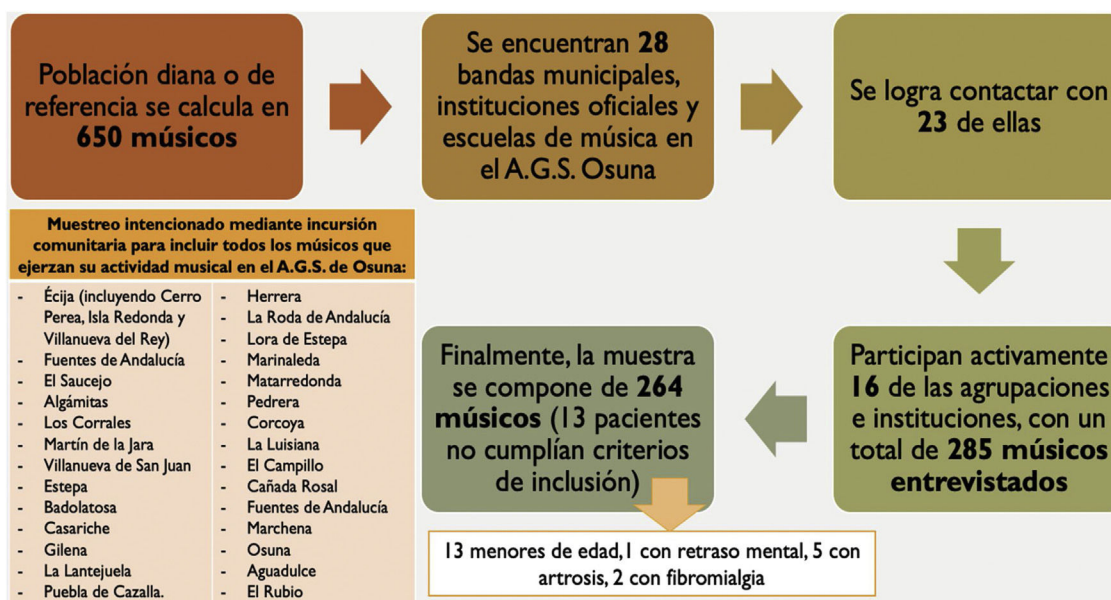 Población diana o de
referencia se calcula en
650 músicos
Se encuentran 28
bandas municipales,
instituciones oficiales y
escuelas de música en
el A.G.S. Osuna
Se logra contactar con
23 de ellas
Participan activamente
16 de las agrupaciones
e instituciones, con un
total de 285 músicos
entrevistados
Finalmente, la muestra
se compone de 264
músicos (13 pacientes
no cumplían criterios
de inclusión)
13 menores de edad,1 con retraso mental, 5 con
artrosis, 2 con fibromialgia
Muestreo intencionado mediante incursión
comunitaria para incluir todos los músicos que
ejerzan su actividad musical en el A.G.S. de Osuna:
- Écija (incluyendo Cerro
Perea, Isla Redonda y
Villanueva del Rey)
- Fuentes de Andalucía
- El Saucejo
- Algámitas
- Los Corrales
- Martín de la Jara
- Villanueva de San Juan
- Estepa
- Badolatosa
- Casariche
- Gilena
- La Lantejuela
- Puebla de Cazalla.
- Herrera
- La Roda de Andalucía
- Lora de Estepa
- Marinaleda
- Matarredonda
- Pedrera
- Corcoya
- La Luisiana
- El Campillo
- Cañada Rosal
- Fuentes de Andalucía
- Marchena
- Osuna
- Aguadulce
- El Rubio